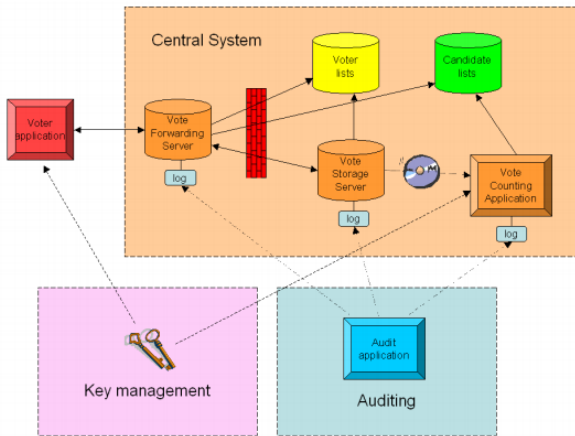 Central System
Voter
lists
Candidate
lists
Voter
application
Vote
Forwarding
Server
log
Vote
Storage
Server
log
Vote
Counting
Application
log
Key management
Audit
application
Auditing